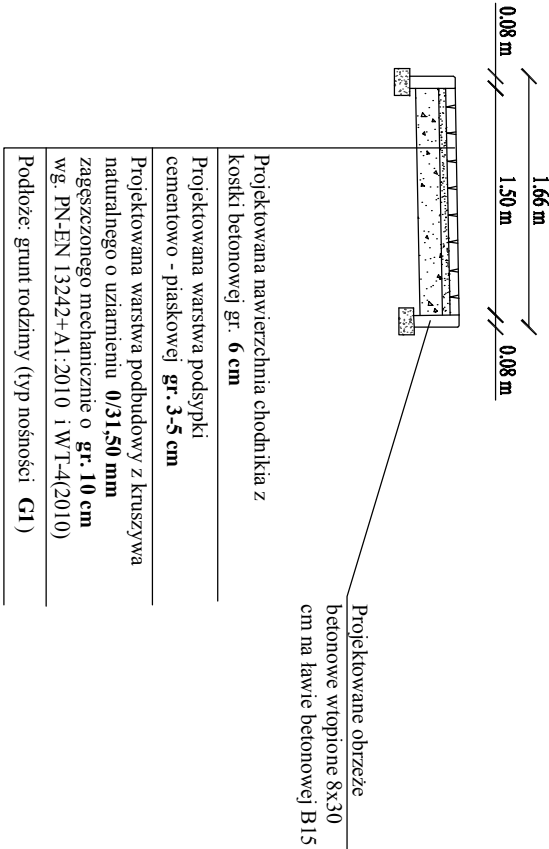 1.66 m
0.08 m
1.50 m
0.08 m
Projektowane obrzeże
betonowe wtopione 8x30
cm na ławie betonowej B15
Projektowana nawierzchnia chodnikia z
kostki betonowej gr. 6 cm
Projektowana warstwa podsypki
cementowo - piaskowej gr. 3-5 cm
Projektowana warstwa podbudowy z kruszywa
naturalnego o uziarnieniu 0/31,50 mm
zagęszczonego mechanicznie o gr. 10 cm
wg. PN-EN 13242+A1:2010 i WT-4(2010)
Podłoże: grunt rodzimy (typ nośności G1)